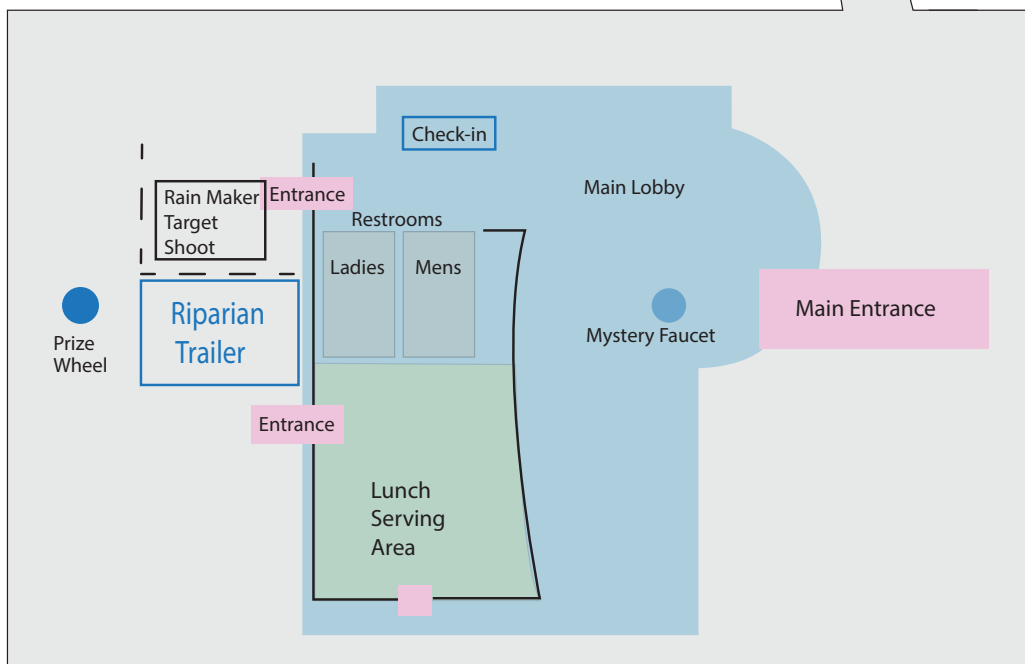 Check-in
Main Lobby
Rain Maker
Target
Shoot
Entrance
Restrooms
Ladies
Mens
Riparian
Trailer
Prize
Wheel
Mystery Faucet
Main Entrance
Entrance
Lunch
Serving
Area